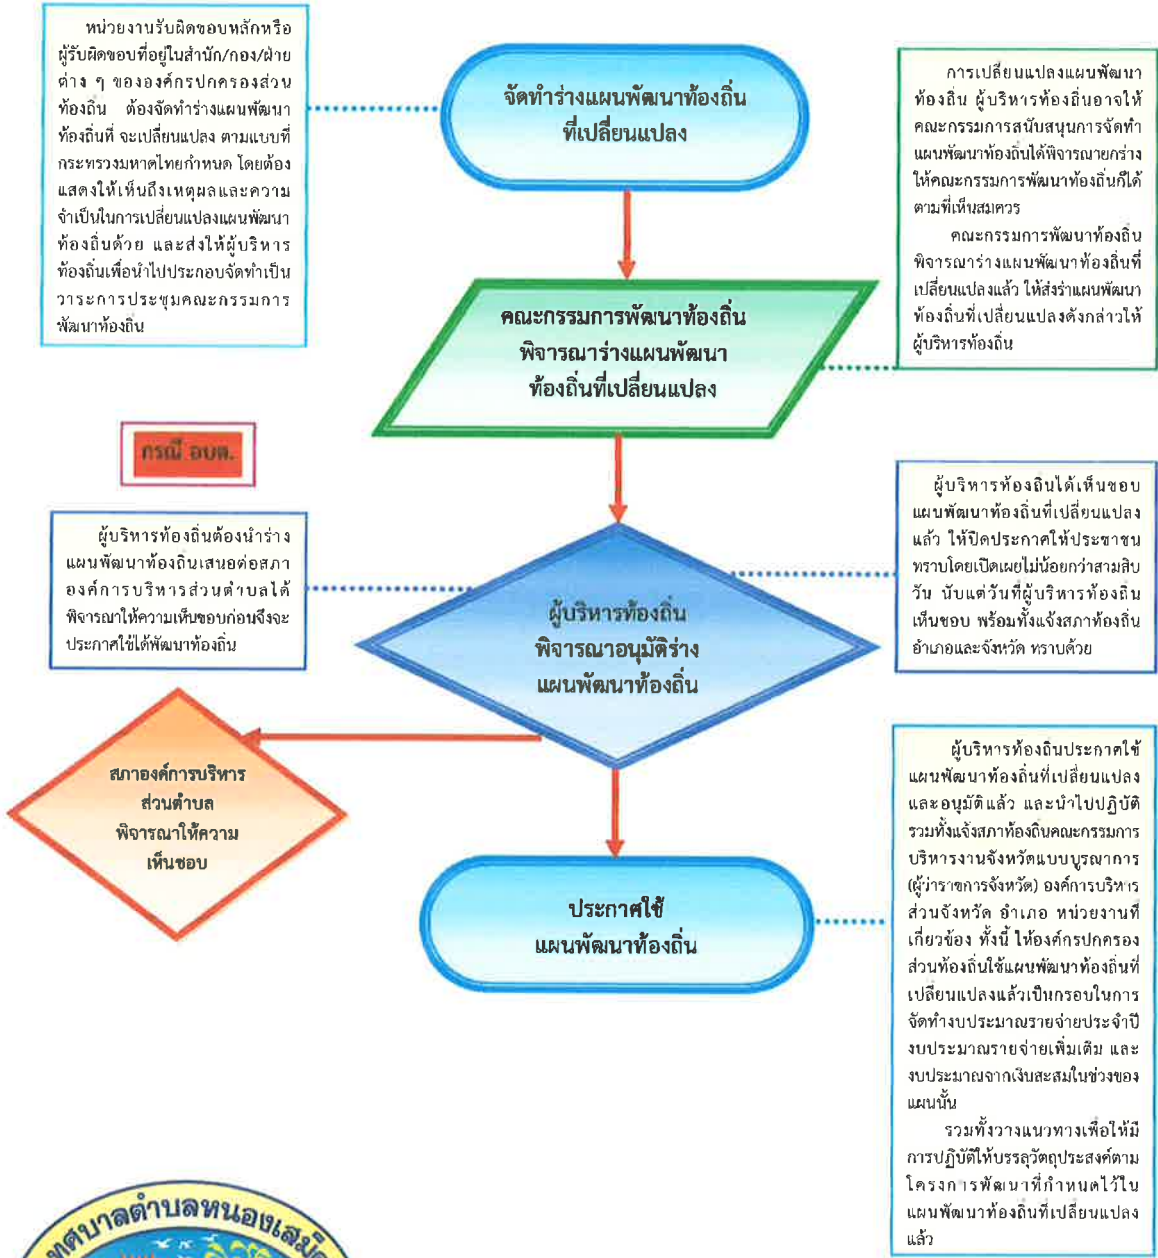 หน่วยงานรับผิดชอบหลักหรือ
ผู้รับผิดชอบที่อยู่ในสำนัก/กอง/ฝ่าย
ต่าง ๆ ขององค์กรปกครองส่วน
ท้องถิ่น ต้องจัดทำร่างแผนพัฒนา
ท้องถิ่นที่ จะเปลี่ยนแปลง ตามแบบที่
กระทรวงมหาดไทยกำหนด โดยต้อง
แสดงให้เห็นถึงเหตุผลและความ
จำเป็นในการเปลี่ยนแปลงแผนพัฒนา
ท้องถิ่นด้วย และส่งให้ผู้บริหาร
ท้องถิ่นเพื่อนำไปประกอบจัดทำเป็น
วาระการประชุมคณะกรรมการ
พัฒนาท้องถิ่น
จัดทำร่างแผนพัฒนาท้องถิ่น
ที่เปลี่ยนแปลง
การเปลี่ยนแปลงแผนพัฒนา
ท้องถิ่น ผู้บริหารท้องถิ่นอาจให้
คณะกรรมการสนับสนุนการจัดทำ
แผนพัฒนาท้องถิ่นได้พิจารณายกร่าง
ให้คณะกรรมการพัฒนาท้องถิ่นก็ได้
ตามที่เห็นสมควร
คณะกรรมการพัฒนาท้องถิ่น
พิจารณาร่างแผนพัฒนาท้องถิ่นที่
เปลี่ยนแปลงแล้ว ให้ส่งร่างแผนพัฒนา
ท้องถิ่นที่เปลี่ยนแปลงดังกล่าวให้
ผู้บริหารท้องถิ่น
คณะกรรมการพัฒนาท้องถิ่น
พิจารณาร่างแผนพัฒนา
ท้องถิ่นที่เปลี่ยนแปลง
กรณี อบต.
ผู้บริหารท้องถิ่นต้องนำร่าง
แผนพัฒนาท้องถิ่นเสนอต่อสภา
องค์การบริหารส่วนตำบลได้
พิจารณาให้ความเห็นชอบก่อนจึงจะ
ประกาศใช้ได้พัฒนาท้องถิ่น
ผู้บริหารท้องถิ่น
พิจารณาอนุมัติร่าง
แผนพัฒนาท้องถิ่น
ผู้บริหารท้องถิ่นได้เห็นชอบ
แผนพัฒนาท้องถิ่นที่เปลี่ยนแปลง
แล้ว ให้ปิดประกาศให้ประชาชน
ทราบโดยเปิดเผยไม่น้อยกว่าสามสิบ
วัน นับแต่วันที่ผู้บริหารท้องถิ่น
เห็นชอบ พร้อมทั้งแจ้งสภาท้องถิ่น
อำเภอและจังหวัด ทราบด้วย
สภาองค์การบริหาร
ส่วนตำบล
พิจารณาให้ความ
เห็นชอบ
ประกาศใช้
แผนพัฒนาท้องถิ่น
ผู้บริหารท้องถิ่นประกาศใช้
แผนพัฒนาท้องถิ่นที่เปลี่ยนแปลง
และอนุมัติแล้ว และนำไปปฏิบัติ
รวมทั้งแจ้งสภาท้องถิ่นคณะกรรมการ
บริหารงานจังหวัดแบบบูรณาการ
(ผู้ว่าราชการจังหวัด) องค์การบริหาร
ส่วนจังหวัด อำเภอ หน่วยงานที่
เกี่ยวข้อง ทั้งนี้ ให้องค์กรปกครอง
ส่วนท้องถิ่นใช้แผนพัฒนาท้องถิ่นที่
เปลี่ยนแปลงแล้วเป็นกรอบในการ
จัดทำงบประมาณรายจ่ายประจำปี
งบประมาณรายจ่ายเพิ่มเติม และ
งบประมาณจากเงินสะสมในช่วงของ
แผนนั้น
รวมทั้งวางแนวทางเพื่อให้มี
การปฏิบัติให้บรรลุวัตถุประสงค์ตาม
โครงการพัฒนาที่กำหนดไว้ใน
แผนพัฒนาท้องถิ่นที่เปลี่ยนแปลง
แล้ว
เทศบาลตำบลหนองเสม็ด